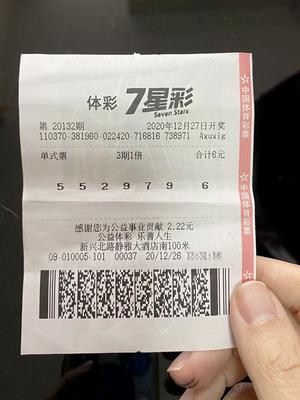 体彩 7星彩
Seven Stars
第 20132期 2020年12月27日开奖
110370-381960-022420-716816 738971 Axuxig
单式票 3期1倍 合计6元
5 5 2 9 7 9 6
感谢您为公益事业贡献 2.22元
公益体彩 乐善人生
新兴北路静雅大酒店南100米
09-010005-101 00037 20/12/26
中国体育彩票
中国体育彩票
中国体育彩票